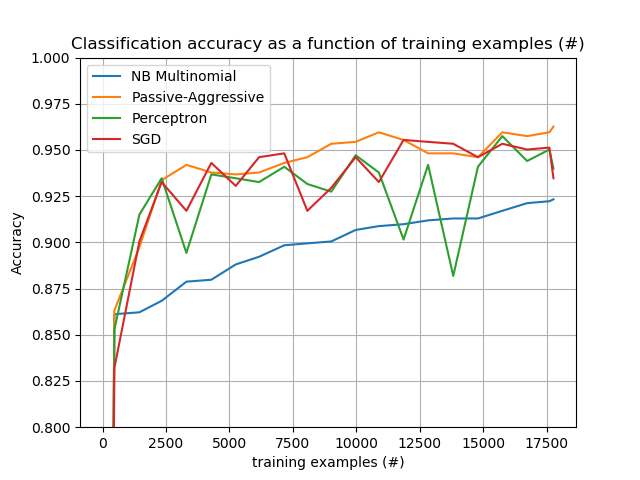 Classification accuracy as a function of training examples (#)
1.000
0.975
0.950
0.925
0.900
0.875
0.850
0.825
0.800
Accuracy
NB Multinomial
Passive-Aggressive
Perceptron
SGD
0 2500 5000 7500 10000 12500 15000 17500
training examples (#)